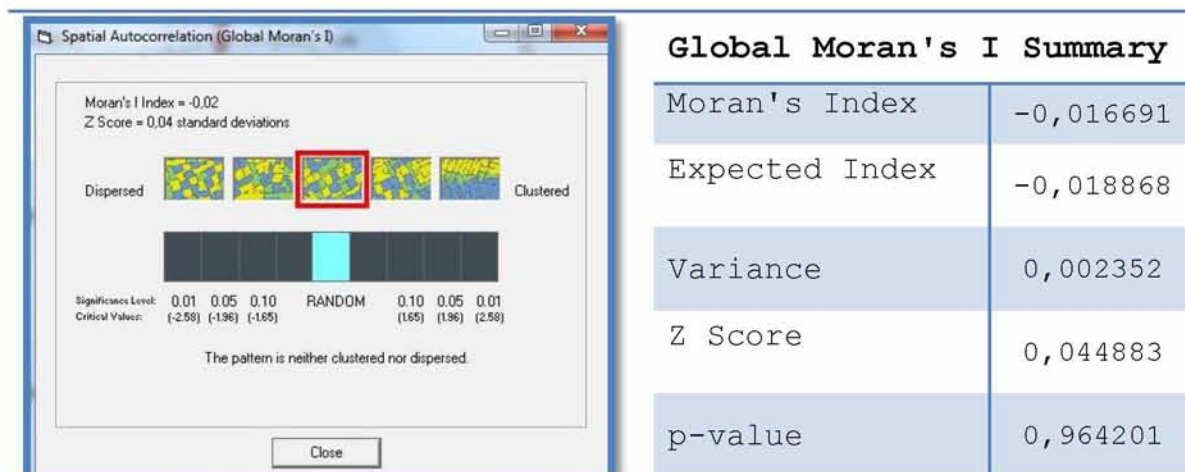 Spatial Autocorrelation (Global Moran's I)
Moran's I Index = -0,02
Z Score = 0,04 standard deviations
Dispersed
Clustered
Significance Level: 0.01 0.05 0.10 RANDOM 0.10 0.05 0.01
Critical Values: (-2.58) (-1.96) (-1.65) (1.65) (1.96) (2.58)
The pattern is neither clustered nor dispersed.
Close
Global Moran's I Summary
Moran's Index -0,016691
Expected Index -0,018868
Variance 0,002352
Z Score 0,044883
p-value 0,964201